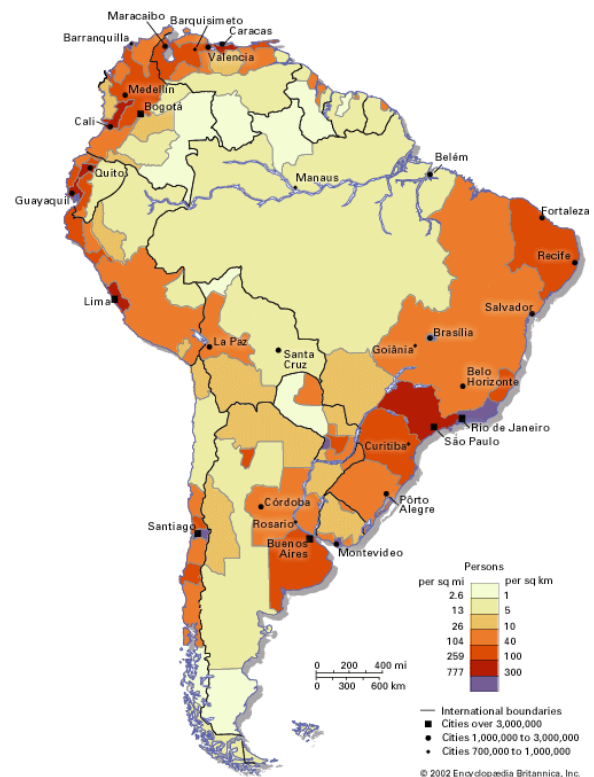 Maracaibo
Barquisimeto
Caracas
Barranquilla
Valencia
Medellín
Bogotá
Cali
Quito
Guayaquil
Manaus
Belém
Fortaleza
Recife
Lima
Salvador
La Paz
Brasília
Goiânia
Santa
Cruz
Belo
Horizonte
Rio de Janeiro
São Paulo
Curitiba
Pôrto
Alegre
Córdoba
Rosario
Santiago
Buenos
Aires
Montevideo
Persons
per sq mi per sq km
2.6 1
13 5
26 10
104 40
259 100
777 300
0 200 400 mi
0 300 600 km
International boundaries
Cities over 3,000,000
Cities 1,000,000 to 3,000,000
Cities 700,000 to 1,000,000
© 2002 Encyclopædia Britannica, Inc.